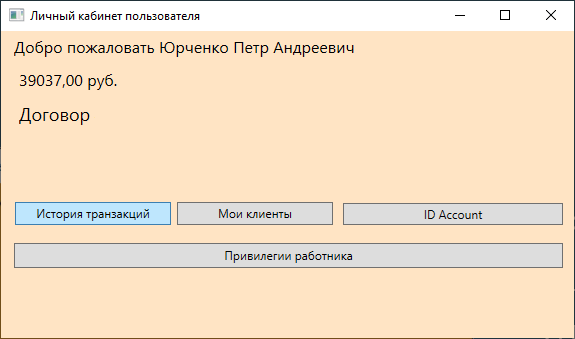 Личный кабинет пользователя
Добро пожаловать Юрченко Петр Андреевич
39037,00 руб.
Договор
История транзакций
Мои клиенты
ID Account
Привилегии работника